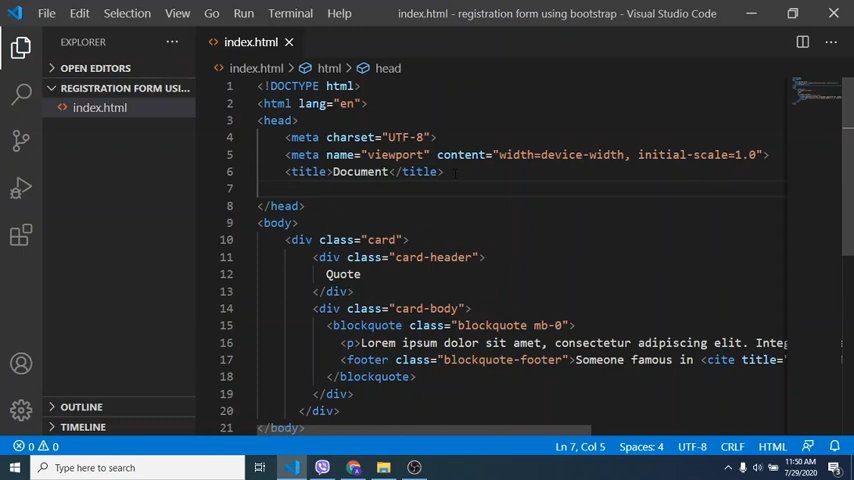 File Edit Selection View Go Run Terminal Help index.html - registration form using bootstrap - Visual Studio Code
EXPLORER
index.html
OPEN EDITORS
index.html html head
REGISTRATION FORM USI...
index.html
1 <!DOCTYPE html>
2 <html lang="en">
3 <head>
4 <meta charset="UTF-8">
5 <meta name="viewport" content="width=device-width, initial-scale=1.0">
6 <title>Document</title>
7
8 </head>
9 <body>
10 <div class="card">
11 <div class="card-header">
12 Quote
13 </div>
14 <div class="card-body">
15 <blockquote class="blockquote mb-0">
16 <p>Lorem ipsum dolor sit amet, consectetur adipiscing elit. Integ
17 <footer class="blockquote-footer">Someone famous in <cite title="
18 </blockquote>
19 </div>
20 </div>
21 </body>
OUTLINE
TIMELINE
0 0 Ln 7, Col 5 Spaces: 4 UTF-8 CRLF HTML
Type here to search
11:50 AM
7/29/2020
3